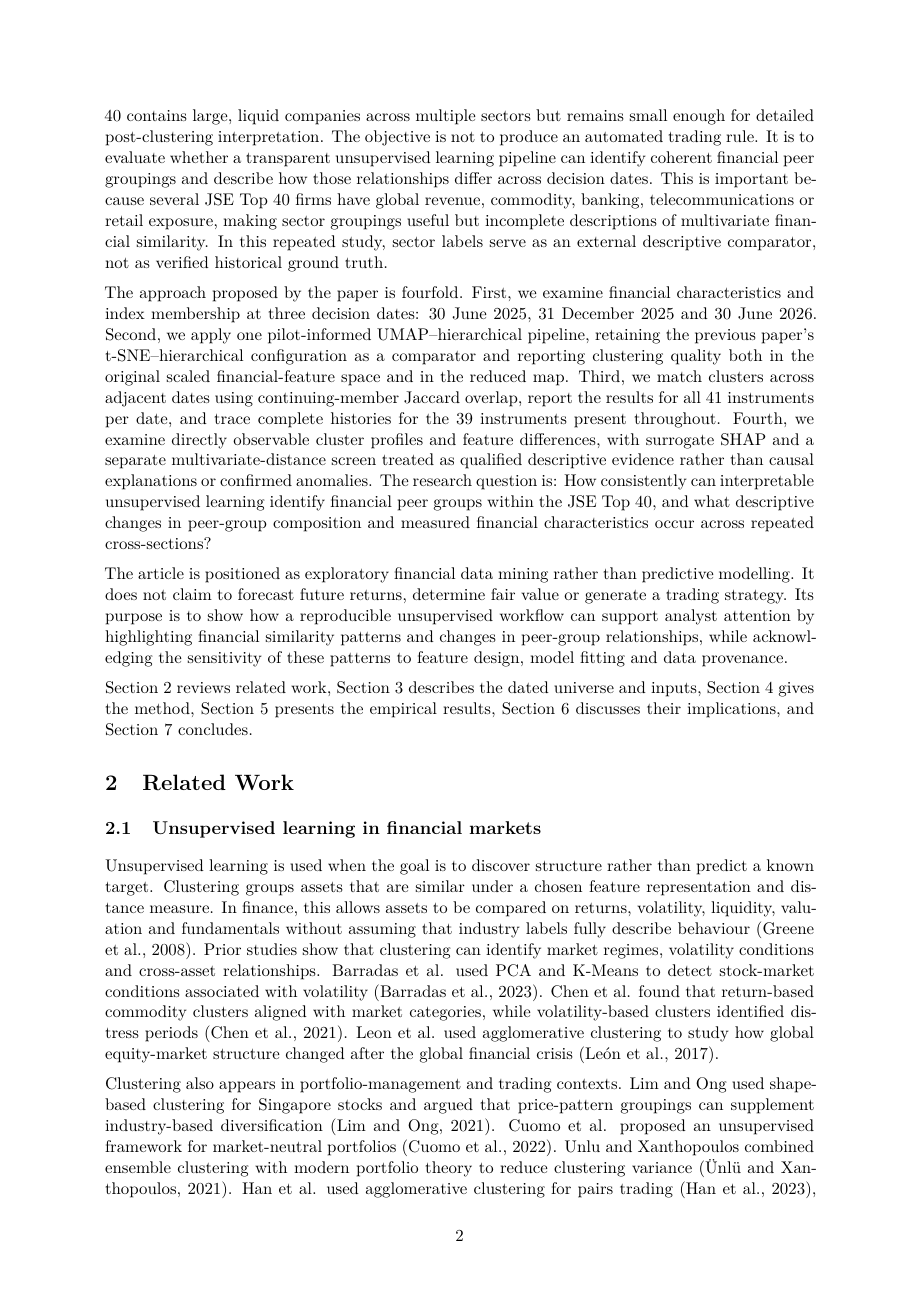 40 contains large, liquid companies across multiple sectors but remains small enough for detailed
post-clustering interpretation. The objective is not to produce an automated trading rule. It is to
evaluate whether a transparent unsupervised learning pipeline can identify coherent financial peer
groupings and describe how those relationships differ across decision dates. This is important be-
cause several JSE Top 40 firms have global revenue, commodity, banking, telecommunications or
retail exposure, making sector groupings useful but incomplete descriptions of multivariate finan-
cial similarity. In this repeated study, sector labels serve as an external descriptive comparator,
not as verified historical ground truth.
The approach proposed by the paper is fourfold. First, we examine financial characteristics and
index membership at three decision dates: 30 June 2025, 31 December 2025 and 30 June 2026.
Second, we apply one pilot-informed UMAP–hierarchical pipeline, retaining the previous paper's
t-SNE–hierarchical configuration as a comparator and reporting clustering quality both in the
original scaled financial-feature space and in the reduced map. Third, we match clusters across
adjacent dates using continuing-member Jaccard overlap, report the results for all 41 instruments
per date, and trace complete histories for the 39 instruments present throughout. Fourth, we
examine directly observable cluster profiles and feature differences, with surrogate SHAP and a
separate multivariate-distance screen treated as qualified descriptive evidence rather than causal
explanations or confirmed anomalies. The research question is: How consistently can interpretable
unsupervised learning identify financial peer groups within the JSE Top 40, and what descriptive
changes in peer-group composition and measured financial characteristics occur across repeated
cross-sections?
The article is positioned as exploratory financial data mining rather than predictive modelling. It
does not claim to forecast future returns, determine fair value or generate a trading strategy. Its
purpose is to show how a reproducible unsupervised workflow can support analyst attention by
highlighting financial similarity patterns and changes in peer-group relationships, while acknowl-
edging the sensitivity of these patterns to feature design, model fitting and data provenance.
Section 2 reviews related work, Section 3 describes the dated universe and inputs, Section 4 gives
the method, Section 5 presents the empirical results, Section 6 discusses their implications, and
Section 7 concludes.
2 Related Work
2.1 Unsupervised learning in financial markets
Unsupervised learning is used when the goal is to discover structure rather than predict a known
target. Clustering groups assets that are similar under a chosen feature representation and dis-
tance measure. In finance, this allows assets to be compared on returns, volatility, liquidity, valu-
ation and fundamentals without assuming that industry labels fully describe behaviour (Greene
et al., 2008). Prior studies show that clustering can identify market regimes, volatility conditions
and cross-asset relationships. Barradas et al. used PCA and K-Means to detect stock-market
conditions associated with volatility (Barradas et al., 2023). Chen et al. found that return-based
commodity clusters aligned with market categories, while volatility-based clusters identified dis-
tress periods (Chen et al., 2021). Leon et al. used agglomerative clustering to study how global
equity-market structure changed after the global financial crisis (León et al., 2017).
Clustering also appears in portfolio-management and trading contexts. Lim and Ong used shape-
based clustering for Singapore stocks and argued that price-pattern groupings can supplement
industry-based diversification (Lim and Ong, 2021). Cuomo et al. proposed an unsupervised
framework for market-neutral portfolios (Cuomo et al., 2022). Unlu and Xanthopoulos combined
ensemble clustering with modern portfolio theory to reduce clustering variance (Ünlü and Xan-
thopoulos, 2021). Han et al. used agglomerative clustering for pairs trading (Han et al., 2023),
2